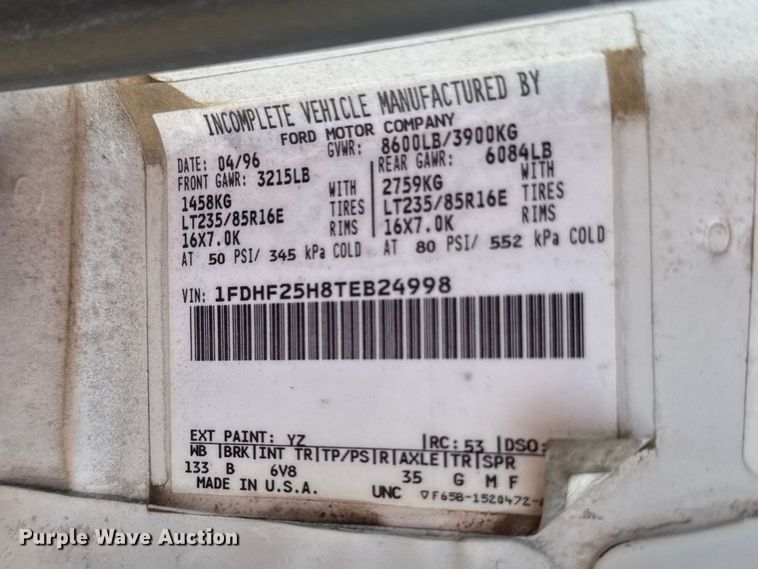 INCOMPLETE VEHICLE MANUFACTURED BY
FORD MOTOR COMPANY
DATE: 04/96 GVWR: 8600LB/3900KG
FRONT GAWR: 3215LB REAR GAWR: 6084LB
1458KG WITH 2759KG WITH
LT235/85R16E TIRES LT235/85R16E TIRES
16X7.0K RIMS 16X7.0K RIMS
AT 50 PSI/ 345 kPa COLD AT 80 PSI/ 552 kPa COLD
VIN: 1FDHF25H8TEB24998
EXT PAINT: YZ |RC: 53 |DSO:
WB |BRK|INT TR|TP/PS|R|AXLE|TR|SPR
133 B 6V8 35 G M F
MADE IN U.S.A. UNC ▽F65B-1520472-
Purple Wave Auction